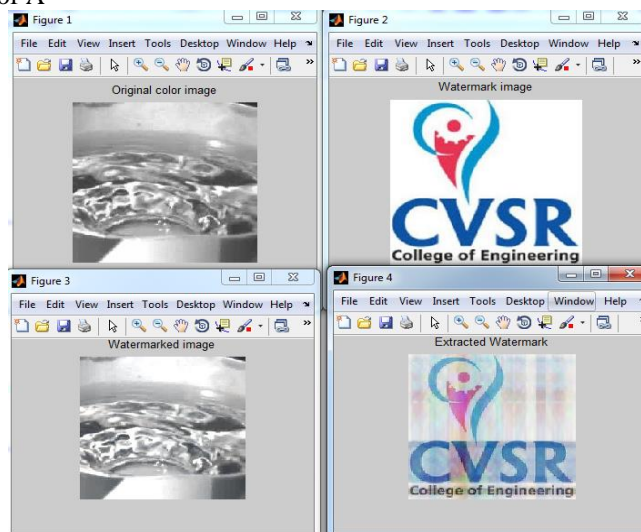 of A
Figure 1
File Edit View Insert Tools Desktop Window Help
Original color image
Figure 2
File Edit View Insert Tools Desktop Window Help
Watermark image
CVSR
College of Engineering
Figure 3
File Edit View Insert Tools Desktop Window Help
Watermarked image
Figure 4
File Edit View Insert Tools Desktop Window Help
Extracted Watermark
CVSR
College of Engineering